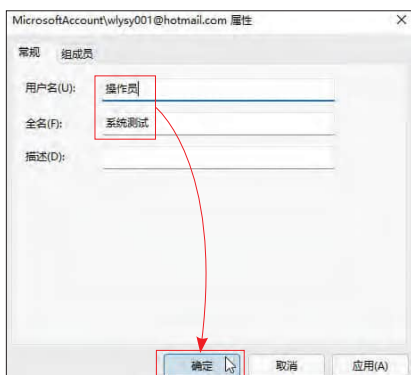 MicrosoftAccount\wlysy001@hotmail.com 属性
常规 组成员
用户名(U): 操作员
全名(F): 系统测试
描述(D):
确定 取消 应用(A)